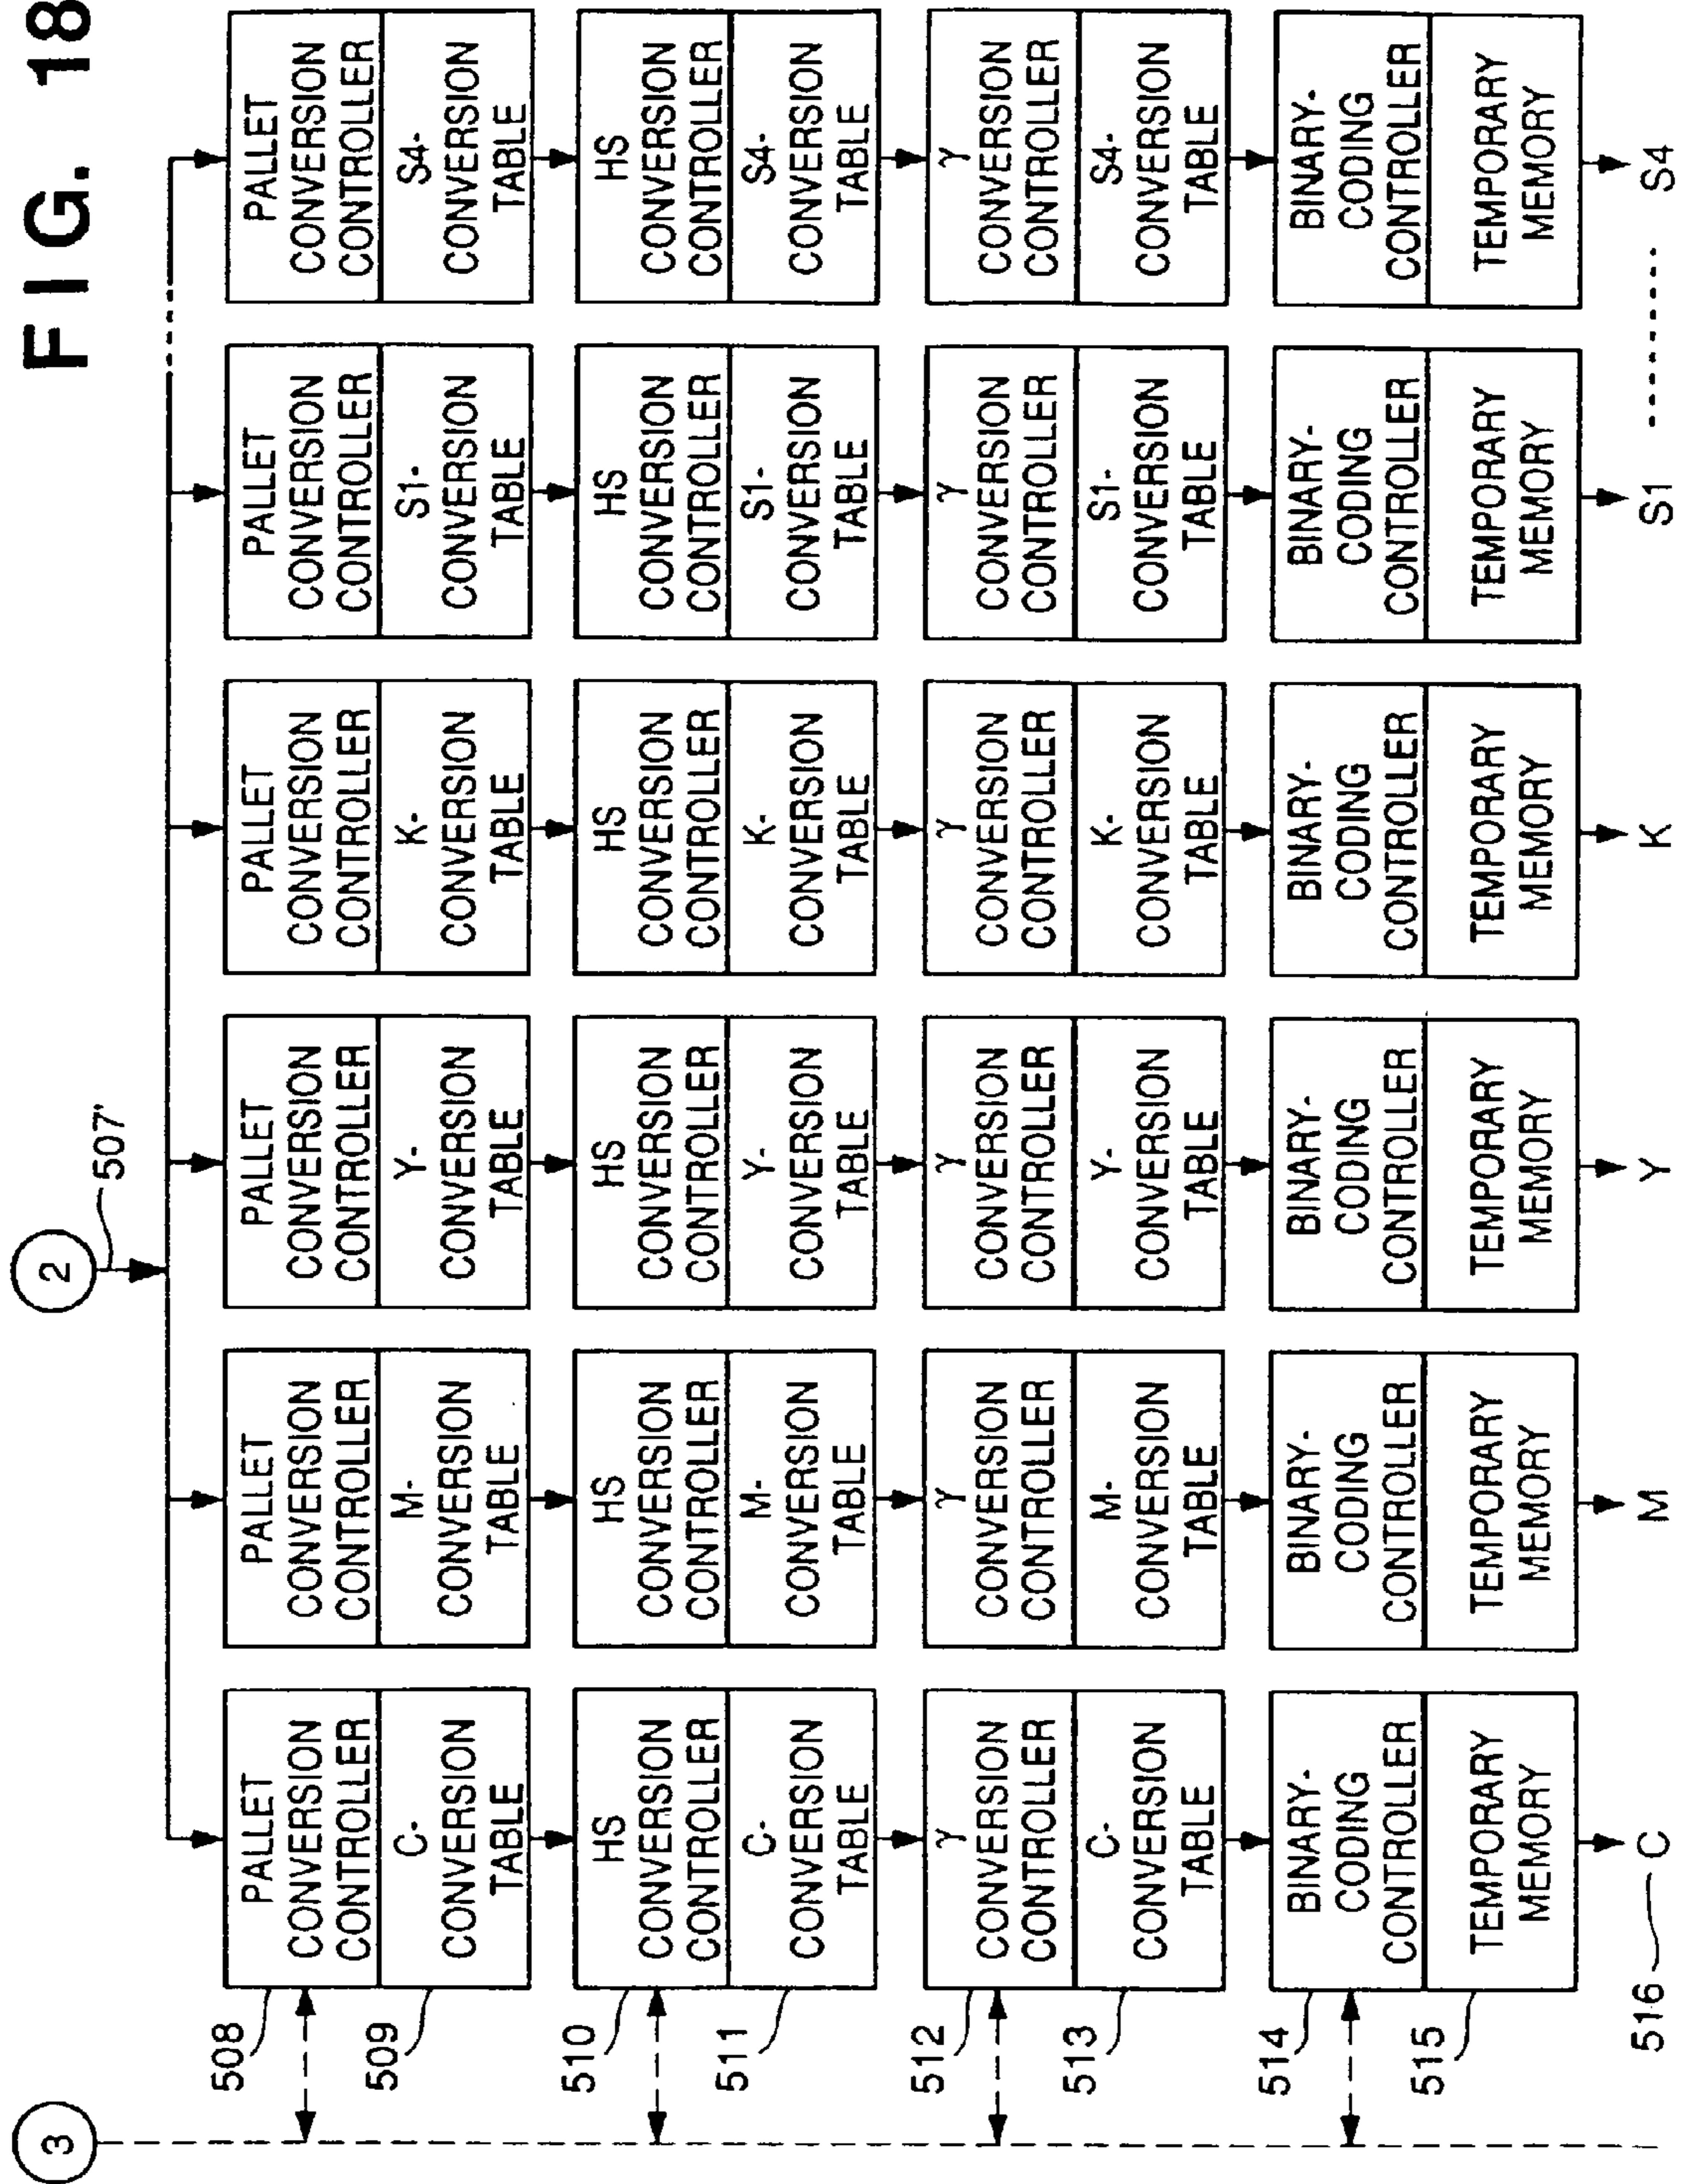 FIG. 18
3
2
507'
508
PALLET
CONVERSION
CONTROLLER
PALLET
CONVERSION
CONTROLLER
PALLET
CONVERSION
CONTROLLER
PALLET
CONVERSION
CONTROLLER
PALLET
CONVERSION
CONTROLLER
PALLET
CONVERSION
CONTROLLER
509
C-
CONVERSION
TABLE
M-
CONVERSION
TABLE
Y-
CONVERSION
TABLE
K-
CONVERSION
TABLE
S1-
CONVERSION
TABLE
S4-
CONVERSION
TABLE
510
HS
CONVERSION
CONTROLLER
HS
CONVERSION
CONTROLLER
HS
CONVERSION
CONTROLLER
HS
CONVERSION
CONTROLLER
HS
CONVERSION
CONTROLLER
HS
CONVERSION
CONTROLLER
511
C-
CONVERSION
TABLE
M-
CONVERSION
TABLE
Y-
CONVERSION
TABLE
K-
CONVERSION
TABLE
S1-
CONVERSION
TABLE
S4-
CONVERSION
TABLE
512
γ
CONVERSION
CONTROLLER
γ
CONVERSION
CONTROLLER
γ
CONVERSION
CONTROLLER
γ
CONVERSION
CONTROLLER
γ
CONVERSION
CONTROLLER
γ
CONVERSION
CONTROLLER
513
C-
CONVERSION
TABLE
M-
CONVERSION
TABLE
Y-
CONVERSION
TABLE
K-
CONVERSION
TABLE
S1-
CONVERSION
TABLE
S4-
CONVERSION
TABLE
514
BINARY-
CODING
CONTROLLER
BINARY-
CODING
CONTROLLER
BINARY-
CODING
CONTROLLER
BINARY-
CODING
CONTROLLER
BINARY-
CODING
CONTROLLER
BINARY-
CODING
CONTROLLER
515
TEMPORARY
MEMORY
TEMPORARY
MEMORY
TEMPORARY
MEMORY
TEMPORARY
MEMORY
TEMPORARY
MEMORY
TEMPORARY
MEMORY
516 C M Y K S1 ........ S4